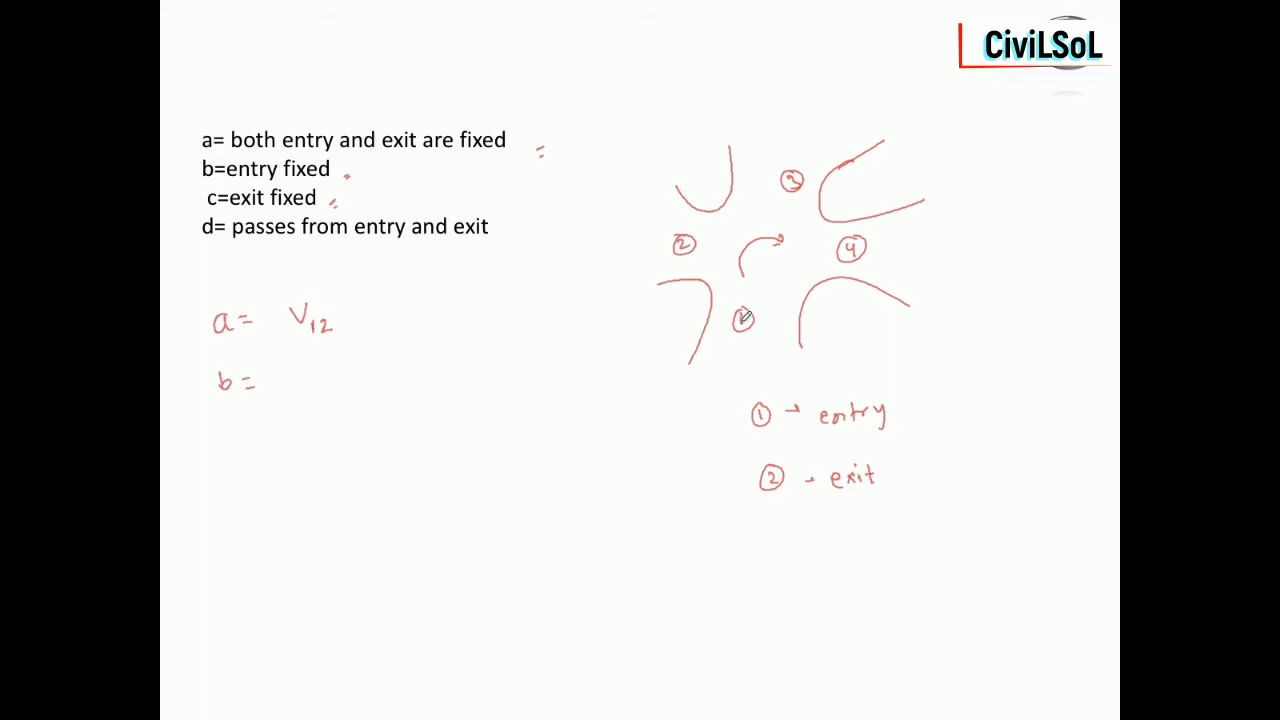 CiviLSoL
a= both entry and exit are fixed
b=entry fixed
c=exit fixed
d= passes from entry and exit
a= V12
b=
3
2
4
1
1 → entry
2 → exit